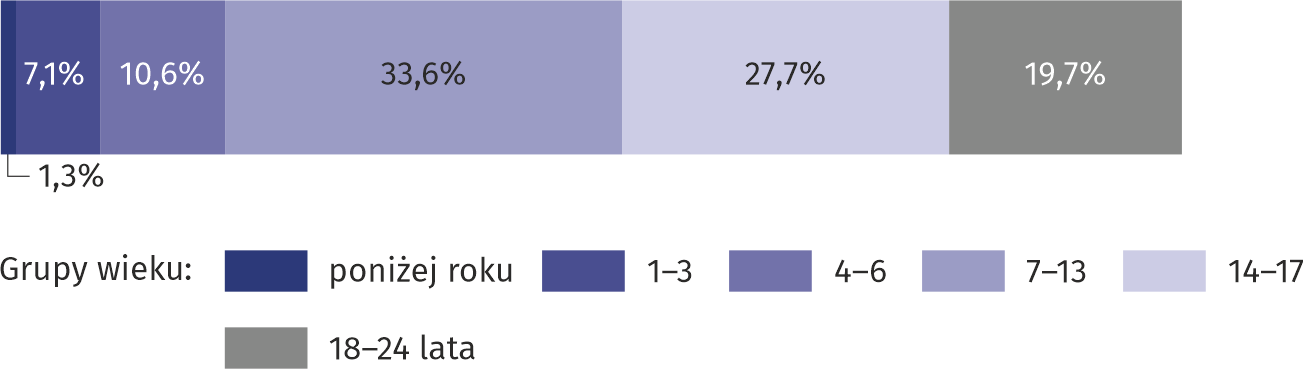 7,1% 10,6% 33,6% 27,7% 19,7%
1,3%
Grupy wieku: poniżej roku 1–3 4–6 7–13 14–17
18–24 lata